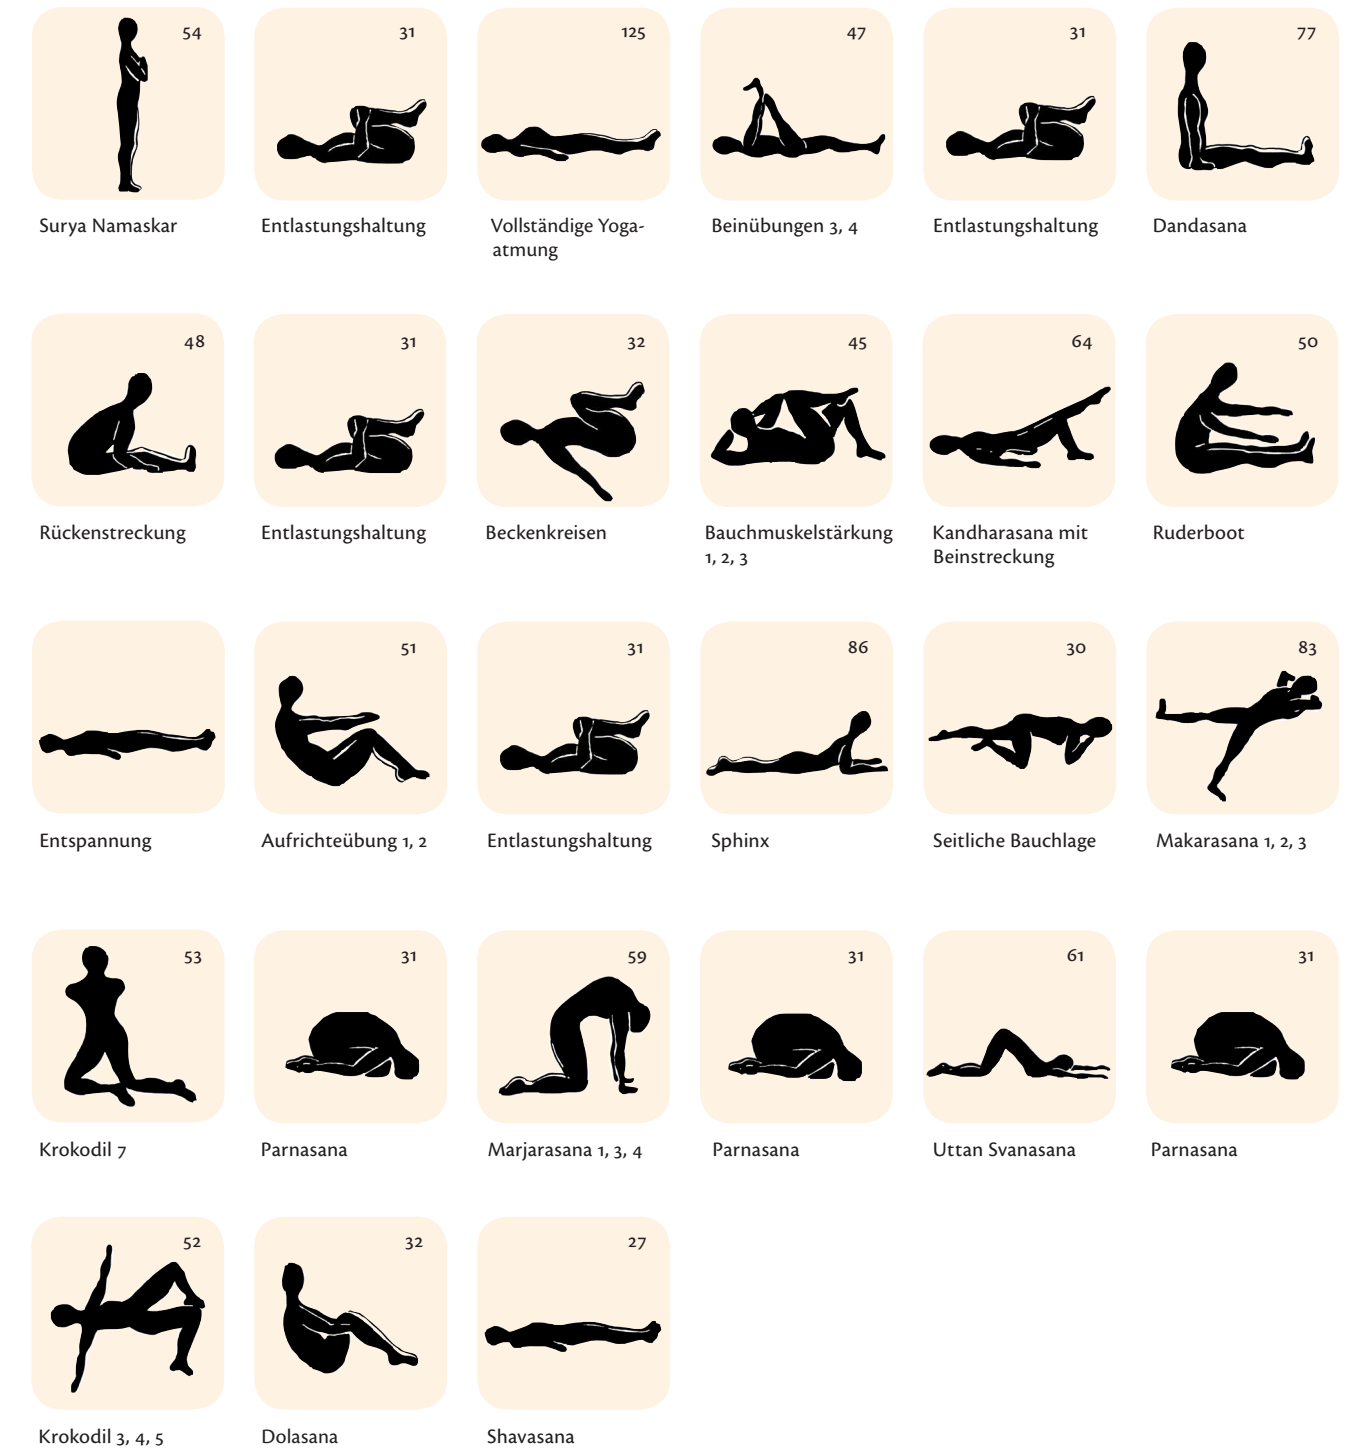 54
31
125
47
31
77
Surya Namaskar
Entlastungshaltung
Vollständige Yoga-
atmung
Beinübungen 3, 4
Entlastungshaltung
Dandasana
48
31
32
45
64
50
Rückenstreckung
Entlastungshaltung
Beckenkreisen
Bauchmuskelstärkung
1, 2, 3
Kandharasana mit
Beinstreckung
Ruderboot
51
31
86
30
83
Entspannung
Aufrichteübung 1, 2
Entlastungshaltung
Sphinx
Seitliche Bauchlage
Makarasana 1, 2, 3
53
31
59
31
61
31
Krokodil 7
Parnasana
Marjarasana 1, 3, 4
Parnasana
Uttan Svanasana
Parnasana
52
32
27
Krokodil 3, 4, 5
Dolasana
Shavasana